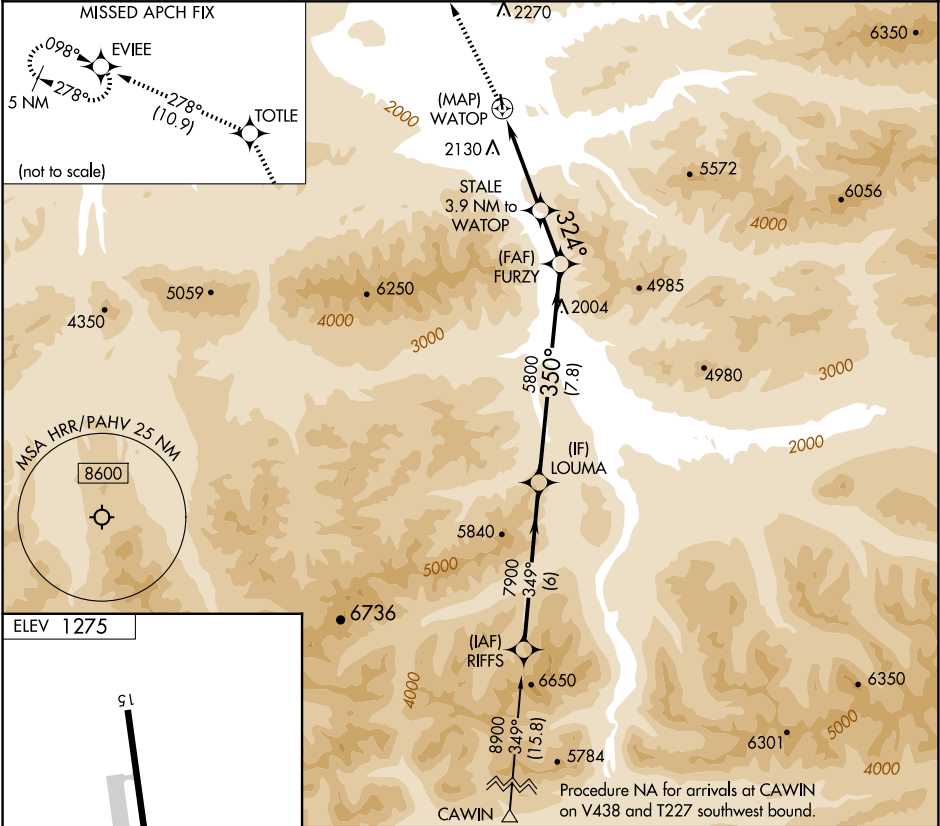 MISSED APCH FIX
098°
EVIEE
278°
5 NM
278°
(10.9)
TOTLE
(not to scale)
2270
6350
2000
(MAP)
WATOP
2130
5572
6056
STALE
3.9 NM to
WATOP
324°
4000
(FAF)
FURZY
4985
5059
6250
4350
4000
3000
2004
5800
350°
(7.8)
4980
3000
2000
MSA HRR/PAHV 25 NM
8600
(IF)
LOUMA
5840
5000
7900
349°
(6)
6736
ELEV 1275
(IAF)
RIFFS
6650
4000
6350
15
8900
349°
(15.8)
5784
6301
5000
4000
CAWIN
Procedure NA for arrivals at CAWIN
on V438 and T227 southwest bound.